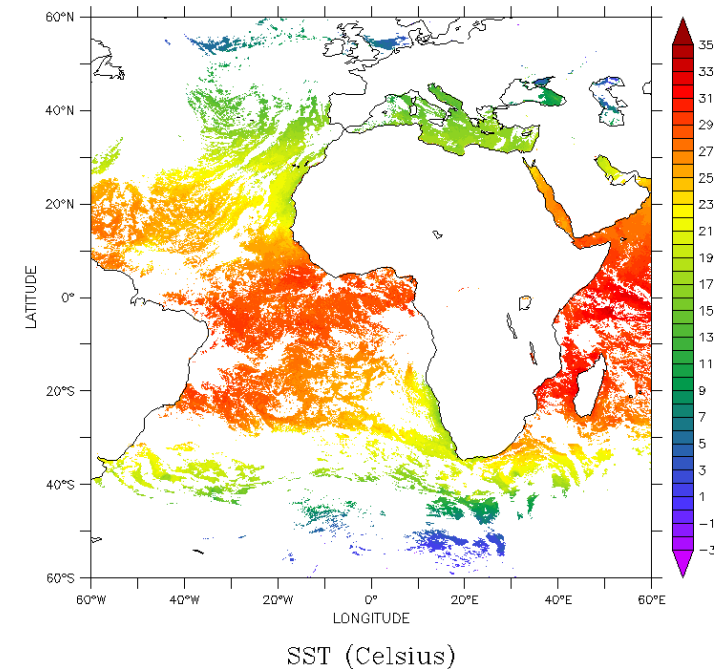 60°N
40°N
20°N
0°
20°S
40°S
60°S
LATITUDE
60°W
40°W
20°W
0°
20°E
40°E
60°E
LONGITUDE
35
33
31
29
27
25
23
21
19
17
15
13
11
9
7
5
3
1
-1
-3
SST (Celsius)